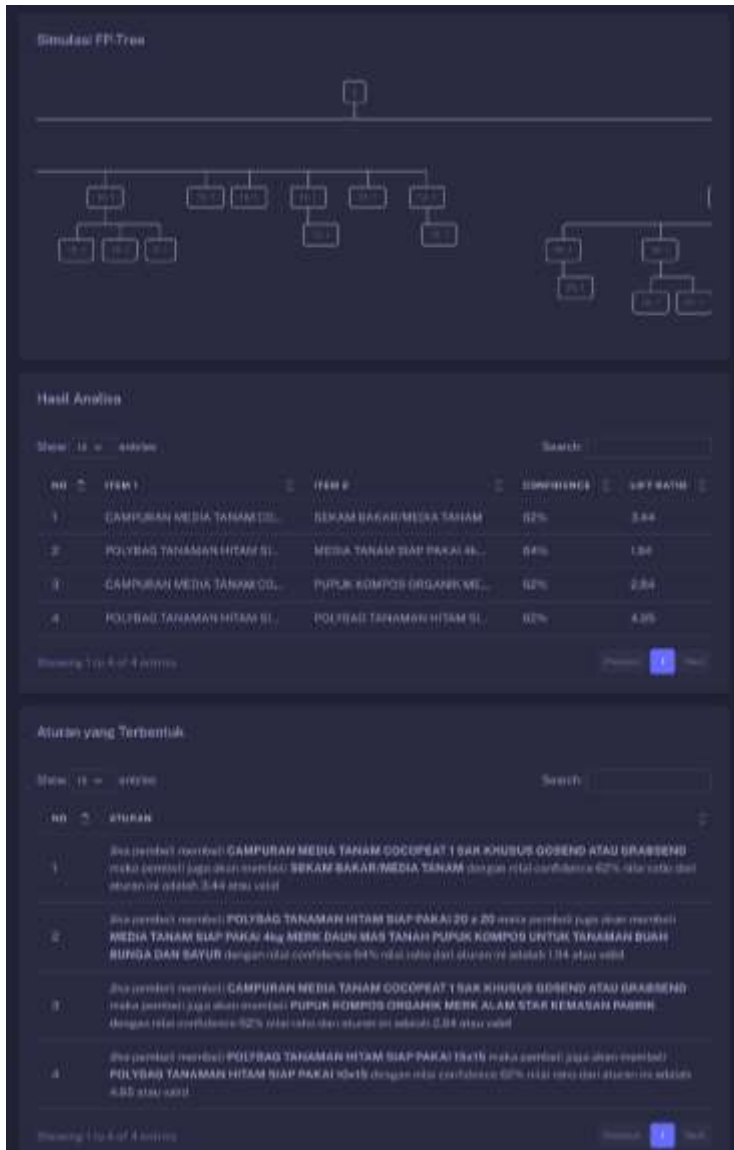 Simulasi FP-Tree
Hasil Analisa
Show 10 entries
Search:
NO ITEM 1 ITEM 2 CONFIDENCE LIFT RATIO
1 CAMPURAN MEDIA TANAM CO... SEKAM BAKAR/MEDIA TANAM 62% 3.44
2 POLYBAG TANAMAN HITAM SI... MEDIA TANAM SIAP PAKAI 4k... 64% 1.94
3 CAMPURAN MEDIA TANAM CO... PUPUK KOMPOS ORGANIK ME... 62% 2.84
4 POLYBAG TANAMAN HITAM SI... POLYBAG TANAMAN HITAM SI... 62% 4.85
Showing 1 to 4 of 4 entries
Previous 1 Next
Aturan yang Terbentuk
Show 10 entries
Search:
NO ATURAN
1
Jika pembeli membeli CAMPURAN MEDIA TANAM COCOPEAT 1 SAK KHUSUS GOSEND ATAU GRABSEND
maka pembeli juga akan membeli SEKAM BAKAR/MEDIA TANAM dengan nilai confidence 62% nilai ratio dari
aturan ini adalah 3.44 atau valid
2
Jika pembeli membeli POLYBAG TANAMAN HITAM SIAP PAKAI 20 x 20 maka pembeli juga akan membeli
MEDIA TANAM SIAP PAKAI 4kg MERK DAUN MAS TANAH PUPUK KOMPOS UNTUK TANAMAN BUAH
BUNGA DAN SAYUR dengan nilai confidence 64% nilai ratio dari aturan ini adalah 1.94 atau valid
3
Jika pembeli membeli CAMPURAN MEDIA TANAM COCOPEAT 1 SAK KHUSUS GOSEND ATAU GRABSEND
maka pembeli juga akan membeli PUPUK KOMPOS ORGANIK MERK ALAM STAR KEMASAN PABRIK
dengan nilai confidence 62% nilai ratio dari aturan ini adalah 2.84 atau valid
4
Jika pembeli membeli POLYBAG TANAMAN HITAM SIAP PAKAI 15x15 maka pembeli juga akan membeli
POLYBAG TANAMAN HITAM SIAP PAKAI 10x15 dengan nilai confidence 62% nilai ratio dari aturan ini adalah
4.85 atau valid
Showing 1 to 4 of 4 entries
Previous 1 Next